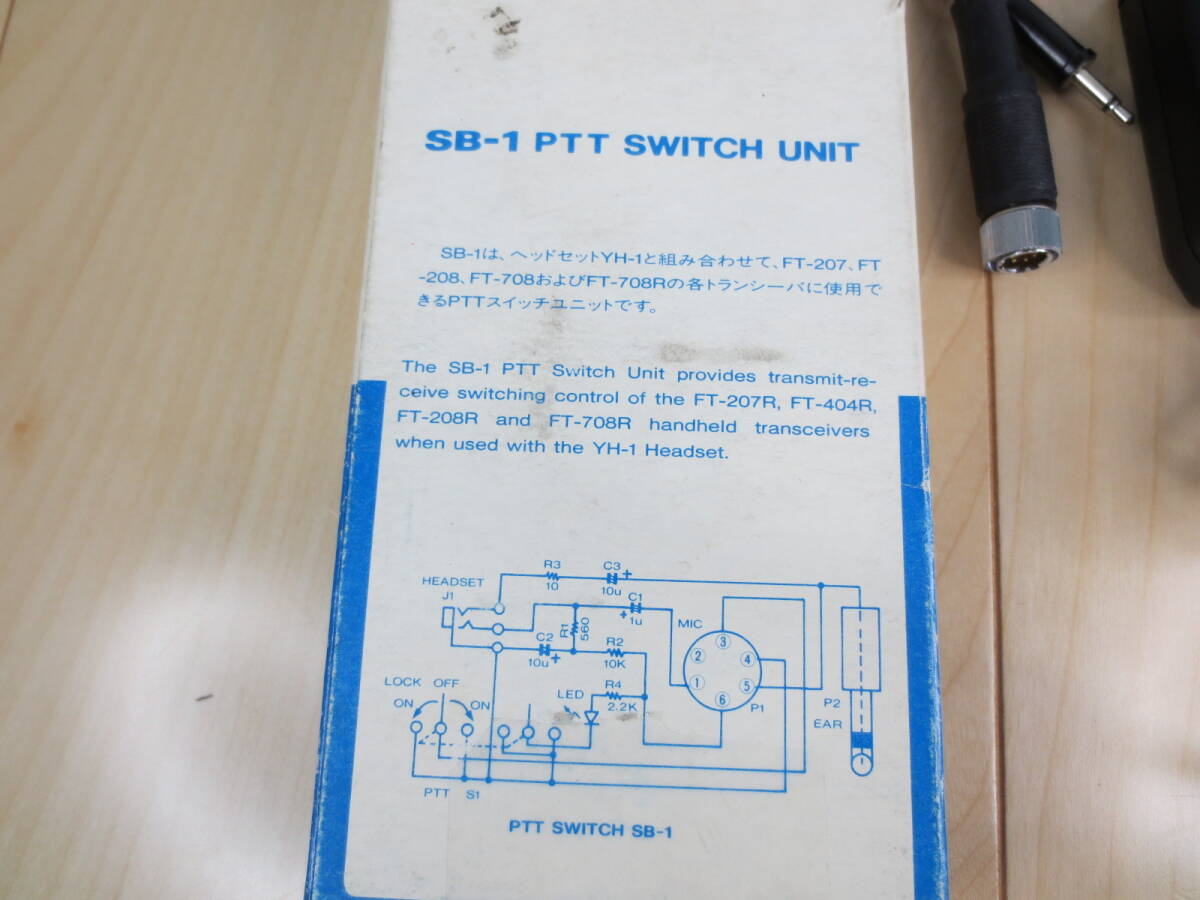 SB-1 PTT SWITCH UNIT
SB-1は、ヘッドセットYH-1と組み合わせて、FT-207、FT
-208、FT-708およびFT-708Rの各トランシーバに使用で
きるPTTスイッチユニットです。
The SB-1 PTT Switch Unit provides transmit-re-
ceive switching control of the FT-207R, FT-404R,
FT-208R and FT-708R handheld transceivers
when used with the YH-1 Headset.
HEADSET
J1
R3
10
C3
+
10u
C1
+
1u
R1
560
C2
10u
+
R2
10K
R4
2.2K
LED
MIC
1
2
3
4
5
6
P1
P2
EAR
LOCK OFF
ON
ON
PTT S1
PTT SWITCH SB-1